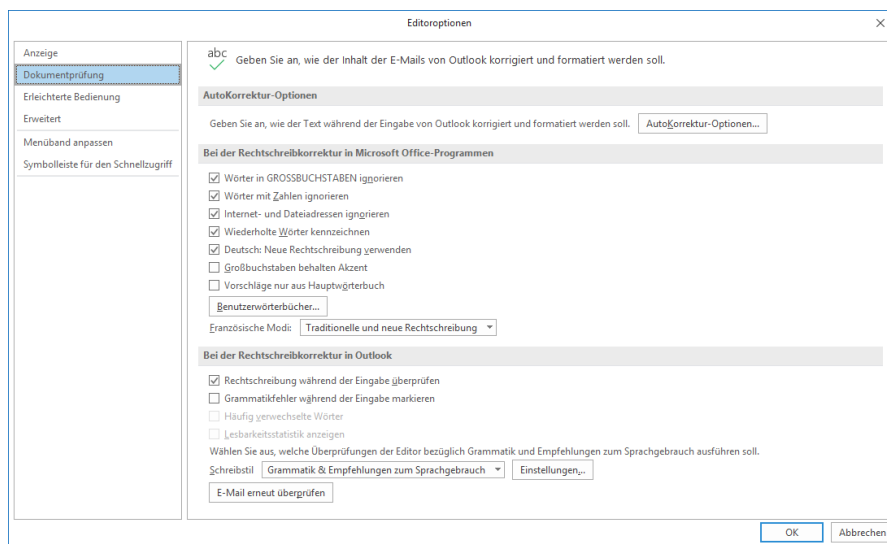 Editoroptionen
Anzeige
Dokumentprüfung
Erleichterte Bedienung
Erweitert
Menüband anpassen
Symbolleiste für den Schnellzugriff
abc
Geben Sie an, wie der Inhalt der E-Mails von Outlook korrigiert und formatiert werden soll.
AutoKorrektur-Optionen
Geben Sie an, wie der Text während der Eingabe von Outlook korrigiert und formatiert werden soll. AutoKorrektur-Optionen...
Bei der Rechtschreibkorrektur in Microsoft Office-Programmen
Wörter in GROSSBUCHSTABEN ignorieren
Wörter mit Zahlen ignorieren
Internet- und Dateiadressen ignorieren
Wiederholte Wörter kennzeichnen
Deutsch: Neue Rechtschreibung verwenden
Großbuchstaben behalten Akzent
Vorschläge nur aus Hauptwörterbuch
Benutzerwörterbücher...
Französische Modi: Traditionelle und neue Rechtschreibung
Bei der Rechtschreibkorrektur in Outlook
Rechtschreibung während der Eingabe überprüfen
Grammatikfehler während der Eingabe markieren
Häufig verwechselte Wörter
Lesbarkeitsstatistik anzeigen
Wählen Sie aus, welche Überprüfungen der Editor bezüglich Grammatik und Empfehlungen zum Sprachgebrauch ausführen soll.
Schreibstil Grammatik & Empfehlungen zum Sprachgebrauch Einstellungen...
E-Mail erneut überprüfen
OK Abbrechen